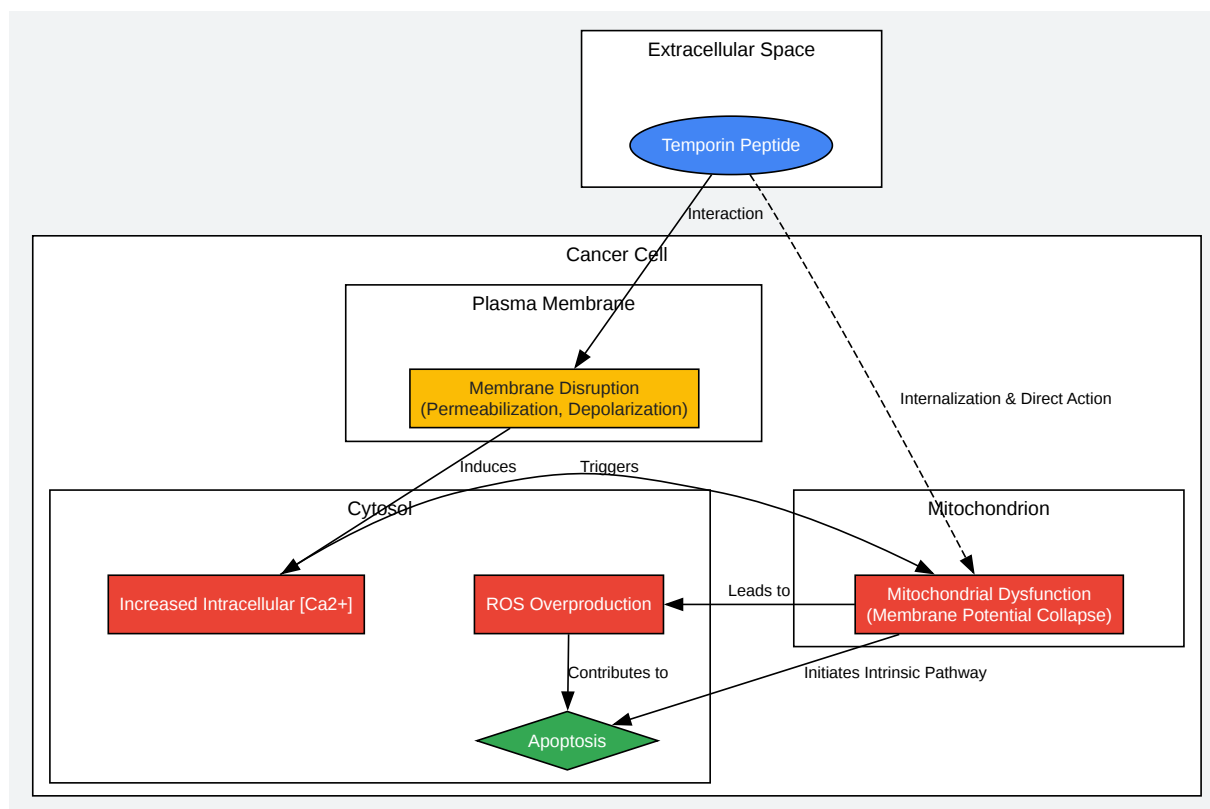 Extracellular Space
Temporin Peptide
Interaction
Cancer Cell
Plasma Membrane
Membrane Disruption
(Permeabilization, Depolarization)
Internalization & Direct Action
Induces
Triggers
Cytosol
Mitochondrion
Increased Intracellular [Ca2+]
ROS Overproduction
Leads to
Mitochondrial Dysfunction
(Membrane Potential Collapse)
Contributes to
Initiates Intrinsic Pathway
Apoptosis